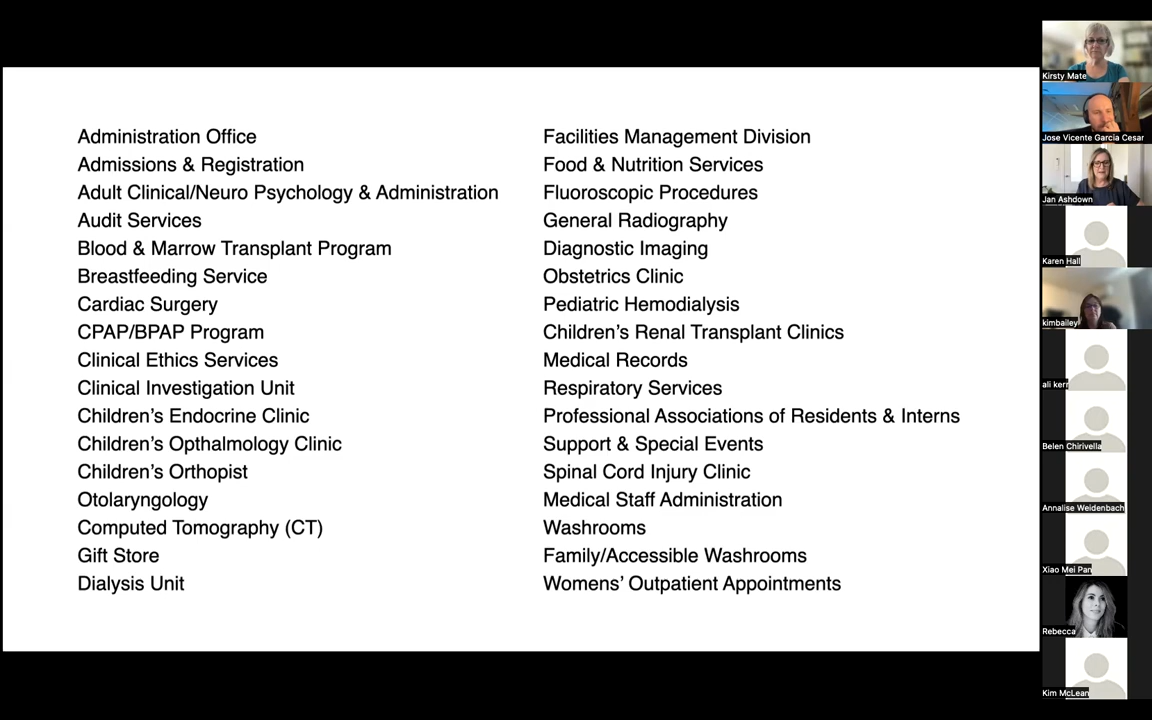 Administration Office
Admissions & Registration
Adult Clinical/Neuro Psychology & Administration
Audit Services
Blood & Marrow Transplant Program
Breastfeeding Service
Cardiac Surgery
CPAP/BPAP Program
Clinical Ethics Services
Clinical Investigation Unit
Children’s Endocrine Clinic
Children’s Opthalmology Clinic
Children’s Orthopist
Otolaryngology
Computed Tomography (CT)
Gift Store
Dialysis Unit
Facilities Management Division
Food & Nutrition Services
Fluoroscopic Procedures
General Radiography
Diagnostic Imaging
Obstetrics Clinic
Pediatric Hemodialysis
Children’s Renal Transplant Clinics
Medical Records
Respiratory Services
Professional Associations of Residents & Interns
Support & Special Events
Spinal Cord Injury Clinic
Medical Staff Administration
Washrooms
Family/Accessible Washrooms
Womens’ Outpatient Appointments
Kirsty Mate
Jose Vicente Garcia Cesar
Jan Ashdown
Karen Hall
kimbailey
ali kerr
Belen Chirivella
Annalise Weidenbach
Xiao Mei Pan
Rebecca
Kim McLean